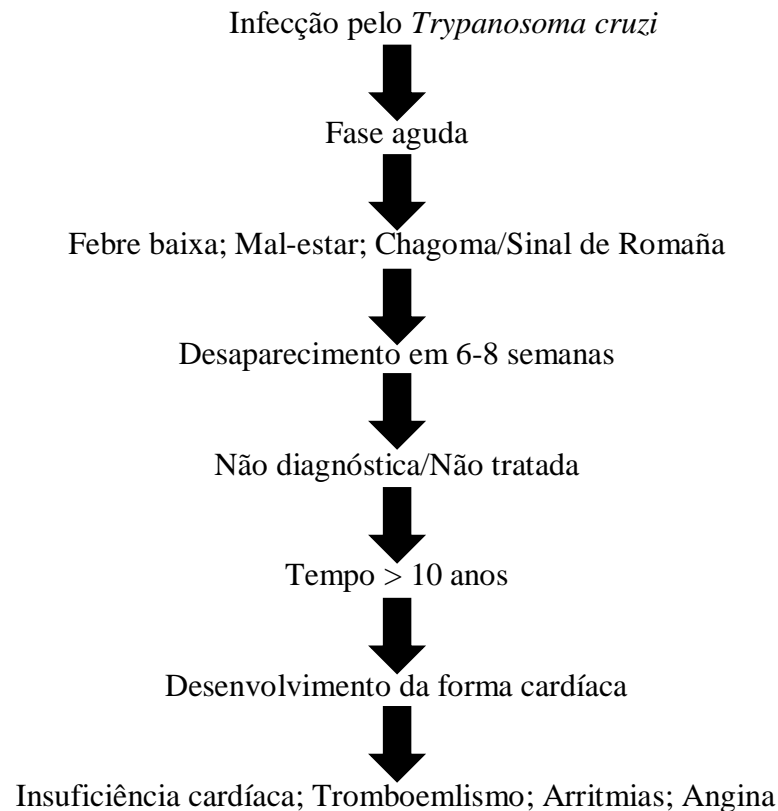 Infecção pelo Trypanosoma cruzi
Fase aguda
Febre baixa; Mal-estar; Chagoma/Sinal de Romaña
Desaparecimento em 6-8 semanas
Não diagnóstica/Não tratada
Tempo > 10 anos
Desenvolvimento da forma cardíaca
Insuficiência cardíaca; Tromboemlismo; Arritmias; Angina